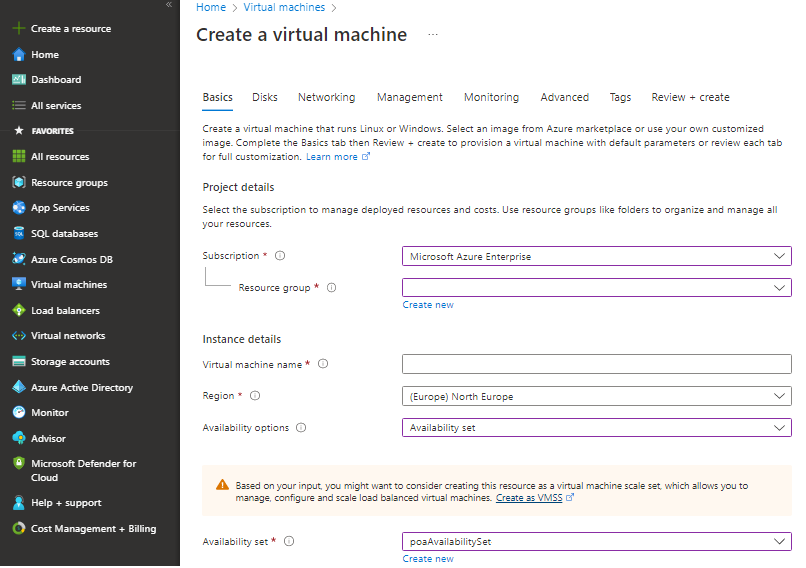 Create a resource
Home
Dashboard
All services
FAVORITES
All resources
Resource groups
App Services
SQL databases
Azure Cosmos DB
Virtual machines
Load balancers
Virtual networks
Storage accounts
Azure Active Directory
Monitor
Advisor
Microsoft Defender for
Cloud
Help + support
Cost Management + Billing
Home > Virtual machines >
Create a virtual machine ...
Basics Disks Networking Management Monitoring Advanced Tags Review + create
Create a virtual machine that runs Linux or Windows. Select an image from Azure marketplace or use your own customized
image. Complete the Basics tab then Review + create to provision a virtual machine with default parameters or review each tab
for full customization. Learn more
Project details
Select the subscription to manage deployed resources and costs. Use resource groups like folders to organize and manage all
your resources.
Subscription * Microsoft Azure Enterprise
Resource group *
Create new
Instance details
Virtual machine name *
Region * (Europe) North Europe
Availability options Availability set
Based on your input, you might want to consider creating this resource as a virtual machine scale set, which allows you to
manage, configure and scale load balanced virtual machines. Create as VMSS
Availability set * poaAvailabilitySet
Create new